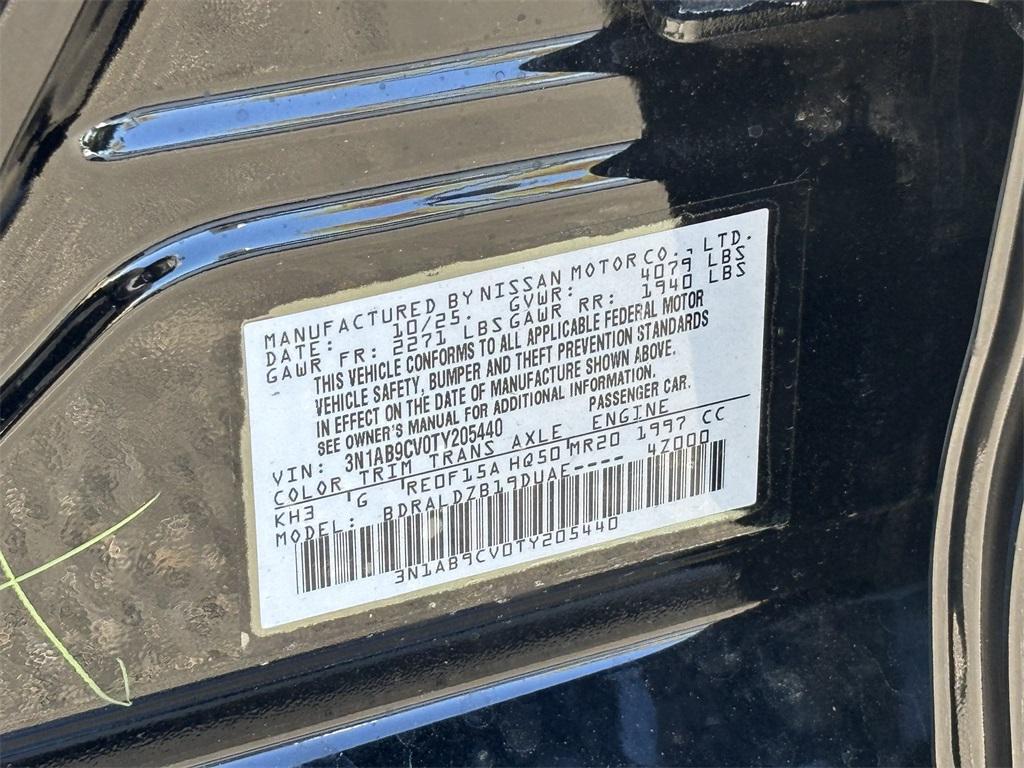 MANUFACTURED BY NISSAN MOTOR CO., LTD.
DATE: 10/25. GVWR: 4079 LBS
GAWR FR: 2271 LBS GAWR RR: 1940 LBS
THIS VEHICLE CONFORMS TO ALL APPLICABLE FEDERAL MOTOR
VEHICLE SAFETY, BUMPER AND THEFT PREVENTION STANDARDS
IN EFFECT ON THE DATE OF MANUFACTURE SHOWN ABOVE.
SEE OWNER'S MANUAL FOR ADDITIONAL INFORMATION.
VIN: 3N1AB9CV0TY205440 PASSENGER CAR.
COLOR TRIM TRANS AXLE ENGINE
KH3 G RE0F15A HQ50 MR20 1997 CC
MODEL: BDRALDZB19DUAE---- 4Z000
3N1AB9CV0TY205440